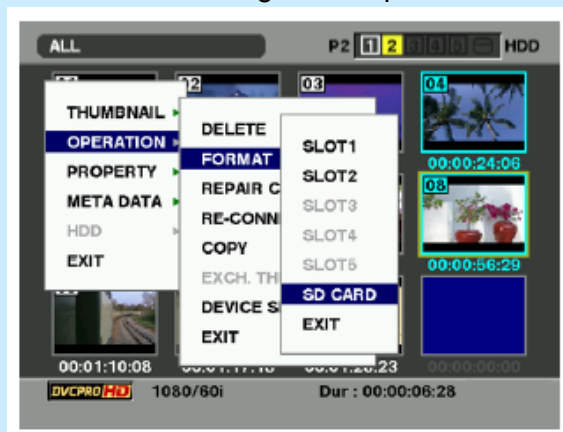 ALL P2 1 2 3 4 5 HDD
02 03 04
THUMBNAIL
OPERATION
PROPERTY
META DATA
HDD
EXIT
DELETE
FORMAT
REPAIR C
RE-CONN
COPY
EXCH. TH
DEVICE S
EXIT
SLOT1
SLOT2
SLOT3
SLOT4
SLOT5
SD CARD
EXIT
00:00:24:06
08
00:00:56:29
00:01:10:08 00:00:00:00
DVCPRO HD 1080/60i Dur : 00:00:06:28